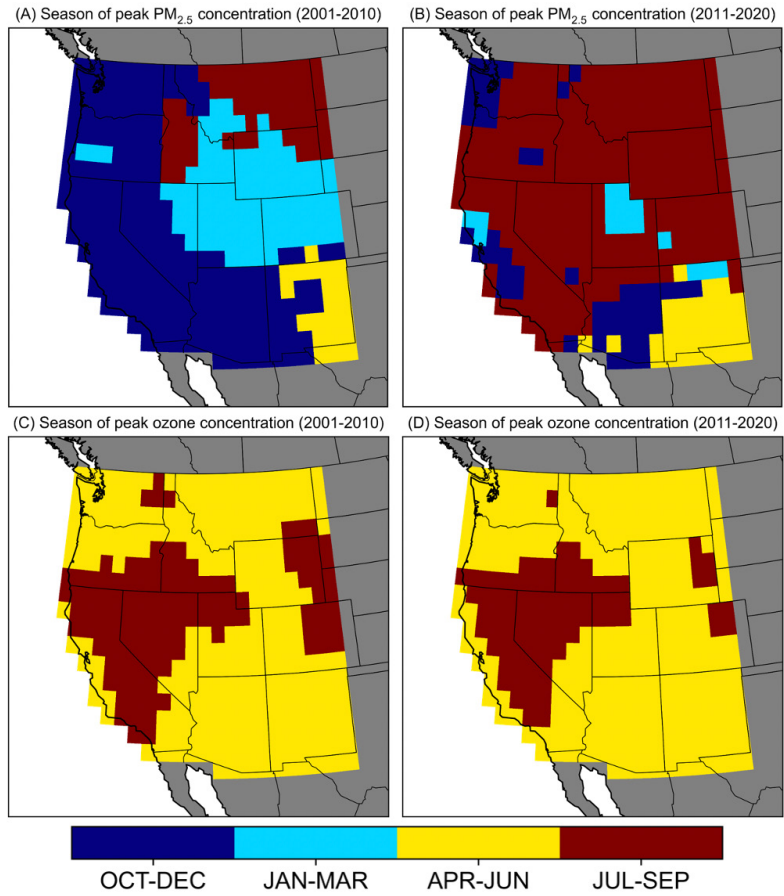 (A) Season of peak PM2.5 concentration (2001-2010)
(B) Season of peak PM2.5 concentration (2011-2020)
(C) Season of peak ozone concentration (2001-2010)
(D) Season of peak ozone concentration (2011-2020)
OCT-DEC JAN-MAR APR-JUN JUL-SEP